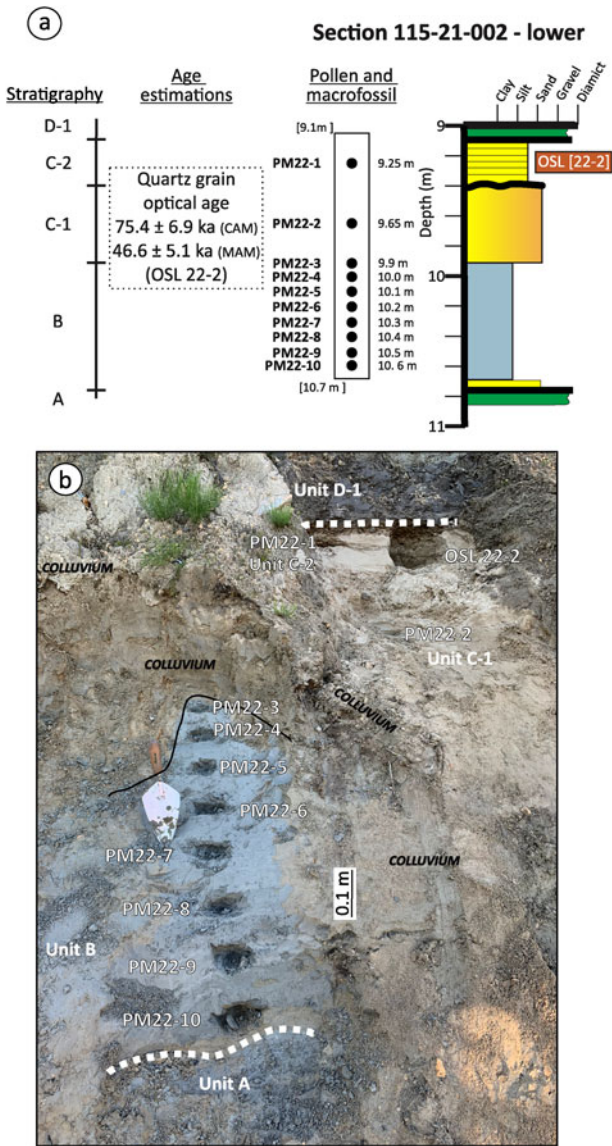 a
Section 115-21-002 - lower
Stratigraphy
Age
estimations
Pollen and
macrofossil
Clay
Silt
Sand
Gravel
Diamict
D-1
C-2
C-1
B
A
Quartz grain
optical age
75.4 ± 6.9 ka (CAM)
46.6 ± 5.1 ka (MAM)
(OSL 22-2)
[9.1m]
PM22-1 9.25 m
PM22-2 9.65 m
PM22-3 9.9 m
PM22-4 10.0 m
PM22-5 10.1 m
PM22-6 10.2 m
PM22-7 10.3 m
PM22-8 10.4 m
PM22-9 10.5 m
PM22-10 10. 6 m
[10.7 m]
Depth (m)
9
10
11
OSL [22-2]
b
Unit D-1
PM22-1
Unit C-2
OSL 22-2
COLLUVIUM
PM22-2
Unit C-1
COLLUVIUM
COLLUVIUM
PM22-3
PM22-4
PM22-5
PM22-6
PM22-7
COLLUVIUM
PM22-8
0.1 m
Unit B
PM22-9
PM22-10
Unit A